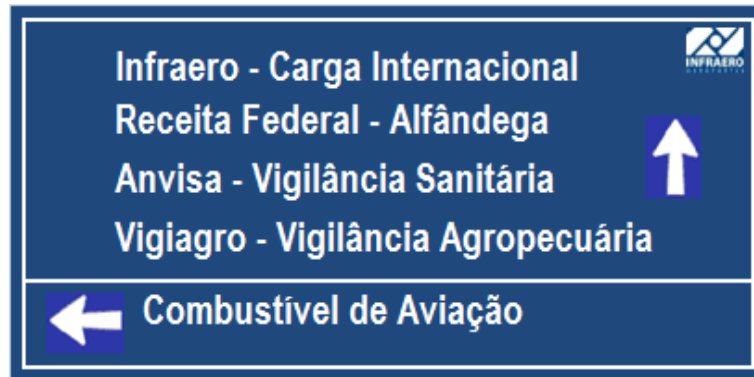 INFRAERO
Infraero - Carga Internacional
Receita Federal - Alfândega
Anvisa - Vigilância Sanitária
Vigiagro - Vigilância Agropecuária
Combustível de Aviação